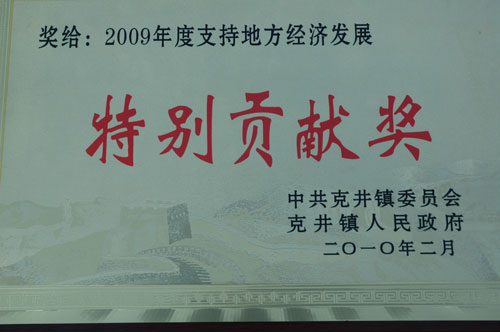 奖给：2009年度支持地方经济发展
特别贡献奖
中共克井镇委员会
克井镇人民政府
二〇一〇年二月